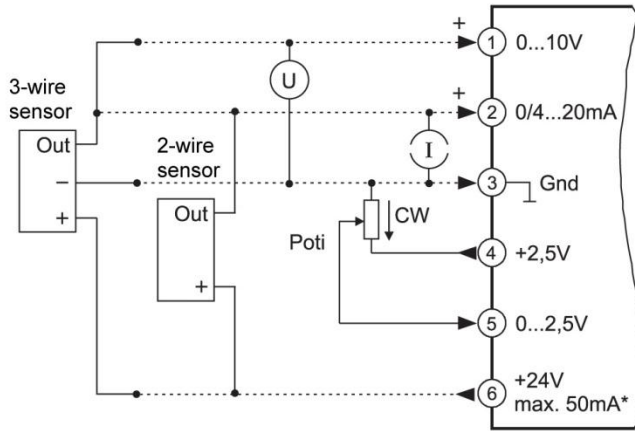 +
1
0...10V
3-wire
sensor
U
+
2
0/4...20mA
Out
2-wire
sensor
I
−
3
Gnd
+
Out
CW
Poti
4
+2,5V
+
5
0...2,5V
6
+24V
max. 50mA*